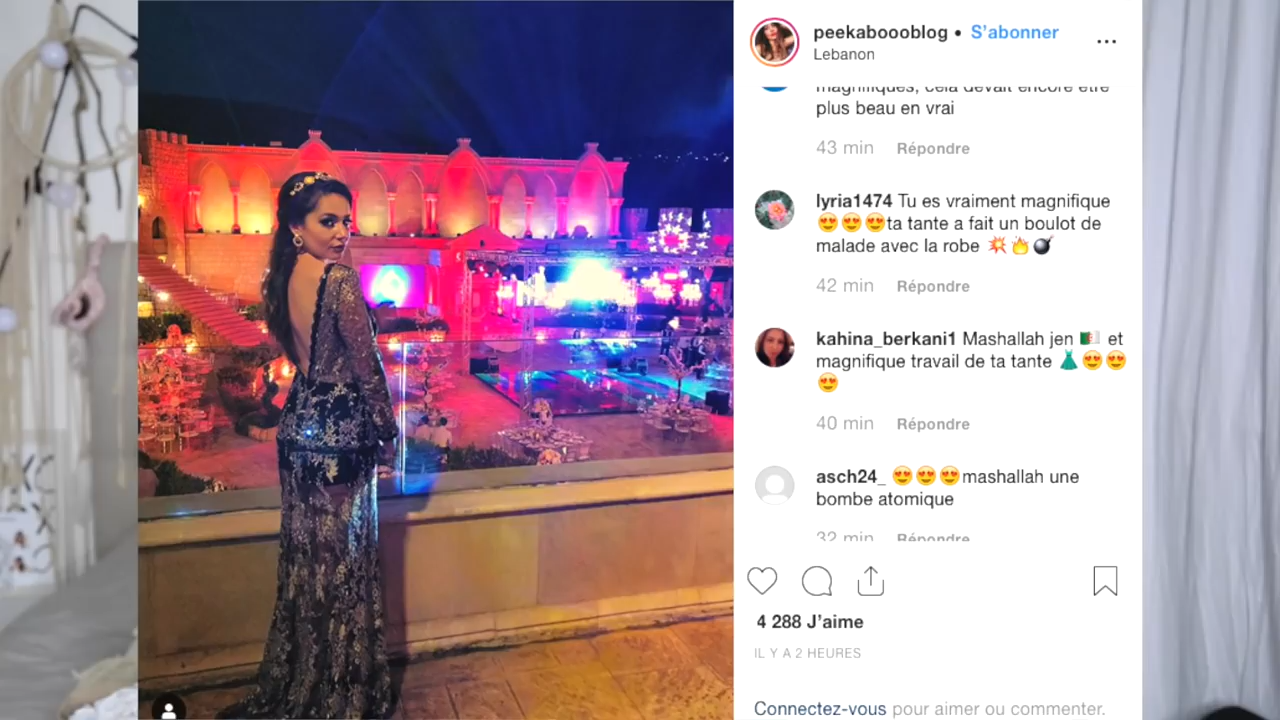 peekaboooblog • S'abonner
Lebanon
magnifiques, cela devait encore être
plus beau en vrai
43 min Répondre
lyria1474 Tu es vraiment magnifique
😍😍😍ta tante a fait un boulot de
malade avec la robe 💥🔥💣
42 min Répondre
kahina_berkani1 Mashallah jen 🇩🇿 et
magnifique travail de ta tante 👗😍😍
😍
40 min Répondre
asch24_ 😍😍😍mashallah une
bombe atomique
32 min Répondre
4 288 J'aime
IL Y A 2 HEURES
Connectez-vous pour aimer ou commenter.